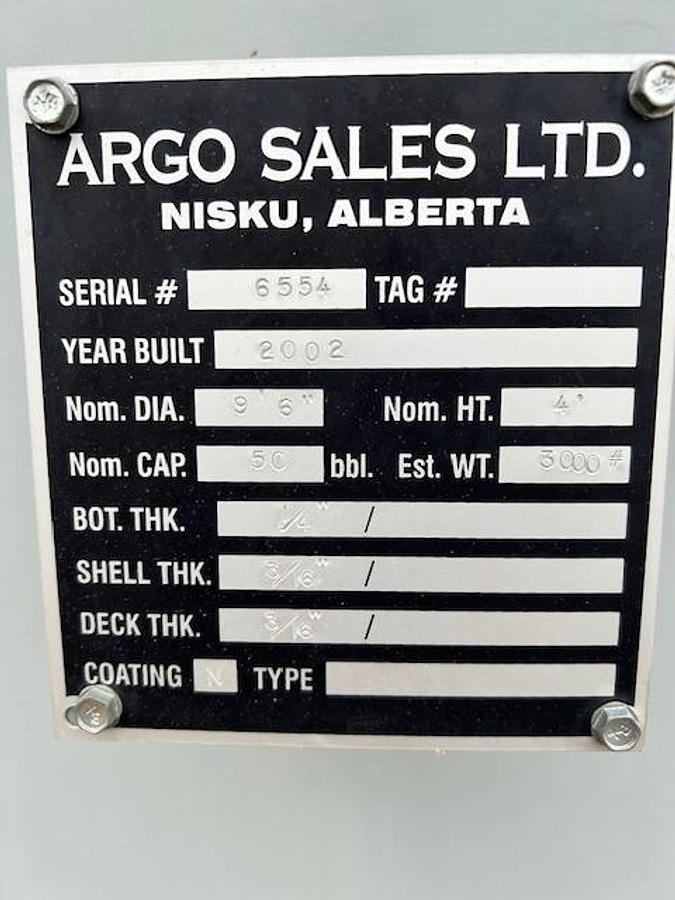 ARGO SALES LTD.
NISKU, ALBERTA
SERIAL # 6554 TAG #
YEAR BUILT 2002
Nom. DIA. 9' 6" Nom. HT. 4'
Nom. CAP. 50 bbl. Est. WT. 3000#
BOT. THK. 1/4" /
SHELL THK. 3/16" /
DECK THK. 3/16" /
COATING N TYPE